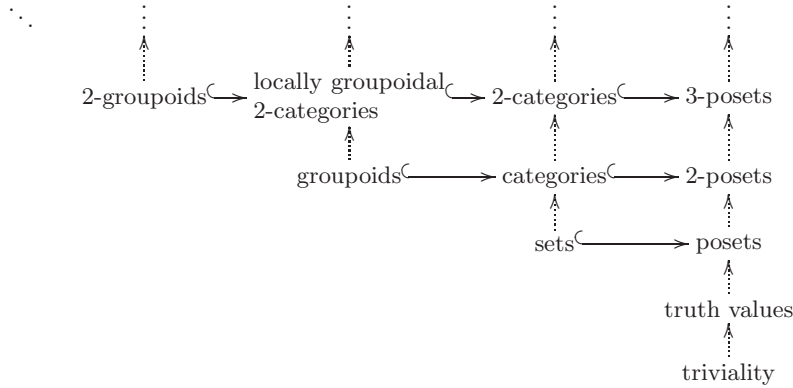 2-groupoids
locally groupoidal
2-categories
2-categories
3-posets
groupoids
categories
2-posets
sets
posets
truth values
triviality